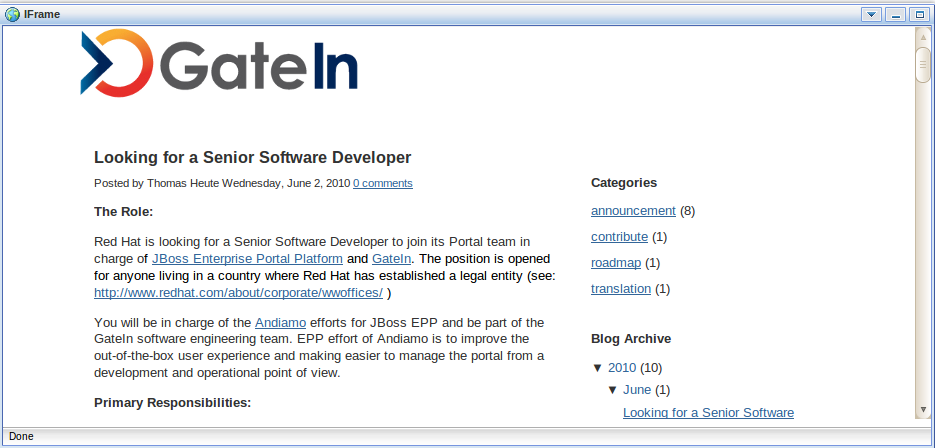 IFrame
GateIn
Looking for a Senior Software Developer
Posted by Thomas Heute Wednesday, June 2, 2010 0 comments
The Role:
Red Hat is looking for a Senior Software Developer to join its Portal team in
charge of JBoss Enterprise Portal Platform and GateIn. The position is opened
for anyone living in a country where Red Hat has established a legal entity (see:
http://www.redhat.com/about/corporate/wwoffices/ )
You will be in charge of the Andiamo efforts for JBoss EPP and be part of the
GateIn software engineering team. EPP effort of Andiamo is to improve the
out-of-the-box user experience and making easier to manage the portal from a
development and operational point of view.
Primary Responsibilities:
Categories
announcement (8)
contribute (1)
roadmap (1)
translation (1)
Blog Archive
▼ 2010 (10)
▼ June (1)
Looking for a Senior Software
Done